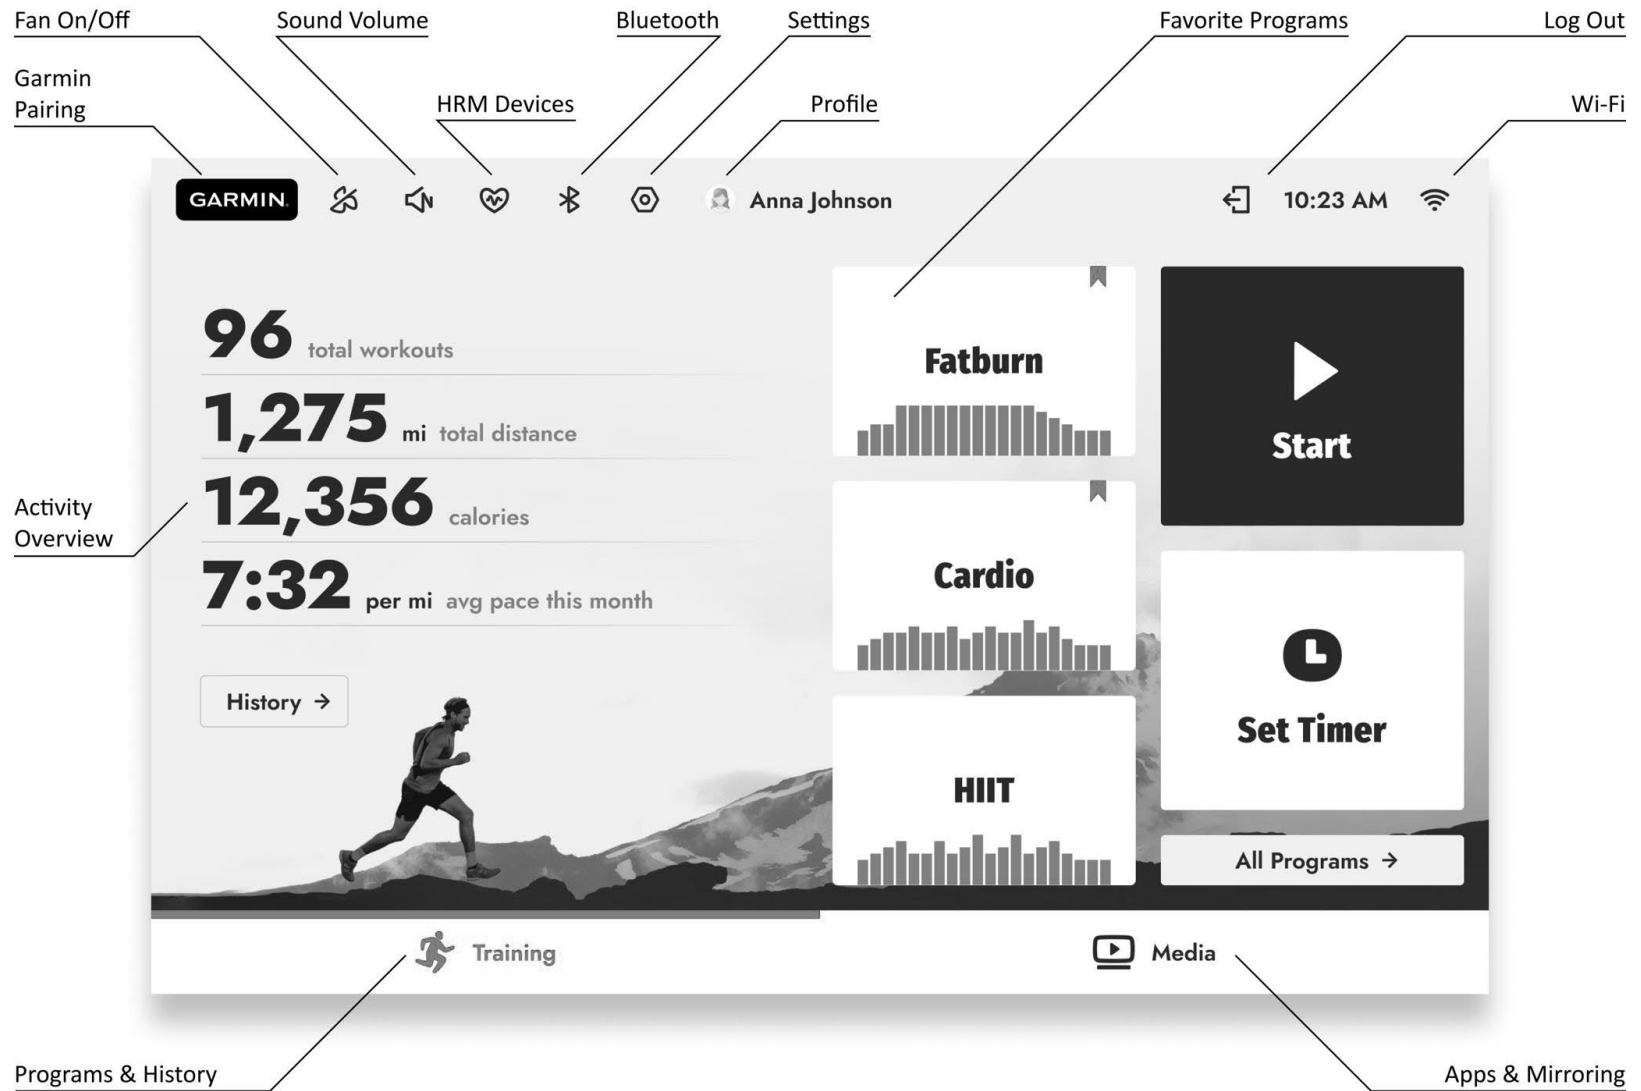 Fan On/Off
Sound Volume
Bluetooth
Settings
Favorite Programs
Log Out
Garmin
Pairing
HRM Devices
Profile
Wi-Fi
GARMIN.
Anna Johnson
10:23 AM
96 total workouts
1,275 mi total distance
12,356 calories
7:32 per mi avg pace this month
Activity
Overview
History →
Fatburn
Cardio
HIIT
Start
Set Timer
All Programs →
Training
Media
Programs & History
Apps & Mirroring